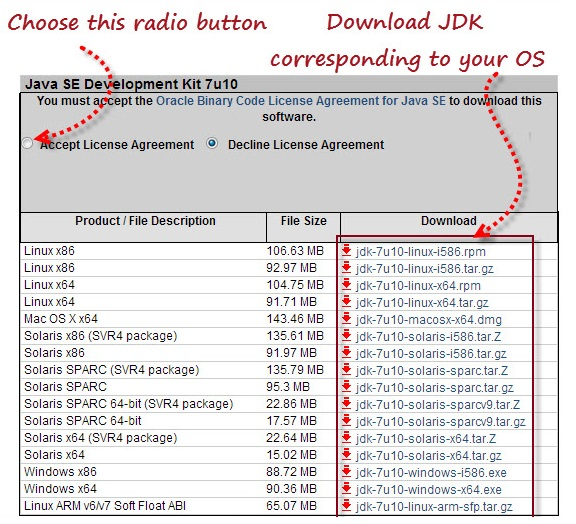 Choose this radio button
Download JDK
corresponding to your OS
Java SE Development Kit 7u10
You must accept the Oracle Binary Code License Agreement for Java SE to download this
software.
Accept License Agreement Decline License Agreement
Product / File Description File Size Download
Linux x86 106.63 MB jdk-7u10-linux-i586.rpm
Linux x86 92.97 MB jdk-7u10-linux-i586.tar.gz
Linux x64 104.75 MB jdk-7u10-linux-x64.rpm
Linux x64 91.71 MB jdk-7u10-linux-x64.tar.gz
Mac OS X x64 143.46 MB jdk-7u10-macosx-x64.dmg
Solaris x86 (SVR4 package) 135.61 MB jdk-7u10-solaris-i586.tar.Z
Solaris x86 91.97 MB jdk-7u10-solaris-i586.tar.gz
Solaris SPARC (SVR4 package) 135.79 MB jdk-7u10-solaris-sparc.tar.Z
Solaris SPARC 95.3 MB jdk-7u10-solaris-sparc.tar.gz
Solaris SPARC 64-bit (SVR4 package) 22.86 MB jdk-7u10-solaris-sparcv9.tar.Z
Solaris SPARC 64-bit 17.57 MB jdk-7u10-solaris-sparcv9.tar.gz
Solaris x64 (SVR4 package) 22.64 MB jdk-7u10-solaris-x64.tar.Z
Solaris x64 15.02 MB jdk-7u10-solaris-x64.tar.gz
Windows x86 88.72 MB jdk-7u10-windows-i586.exe
Windows x64 90.36 MB jdk-7u10-windows-x64.exe
Linux ARM v6/v7 Soft Float ABI 65.07 MB jdk-7u10-linux-arm-sfp.tar.gz